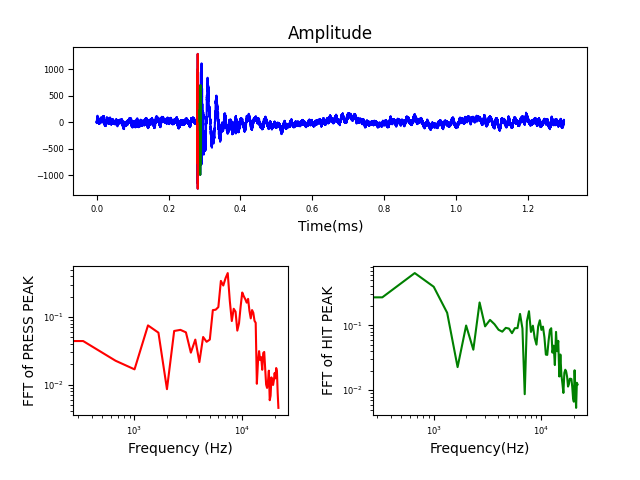 Amplitude
1000
500
0
−500
−1000
0.0 0.2 0.4 0.6 0.8 1.0 1.2
Time(ms)
FFT of PRESS PEAK
10⁻¹
10⁻²
10³ 10⁴
Frequency (Hz)
FFT of HIT PEAK
10⁻¹
10⁻²
10³ 10⁴
Frequency(Hz)